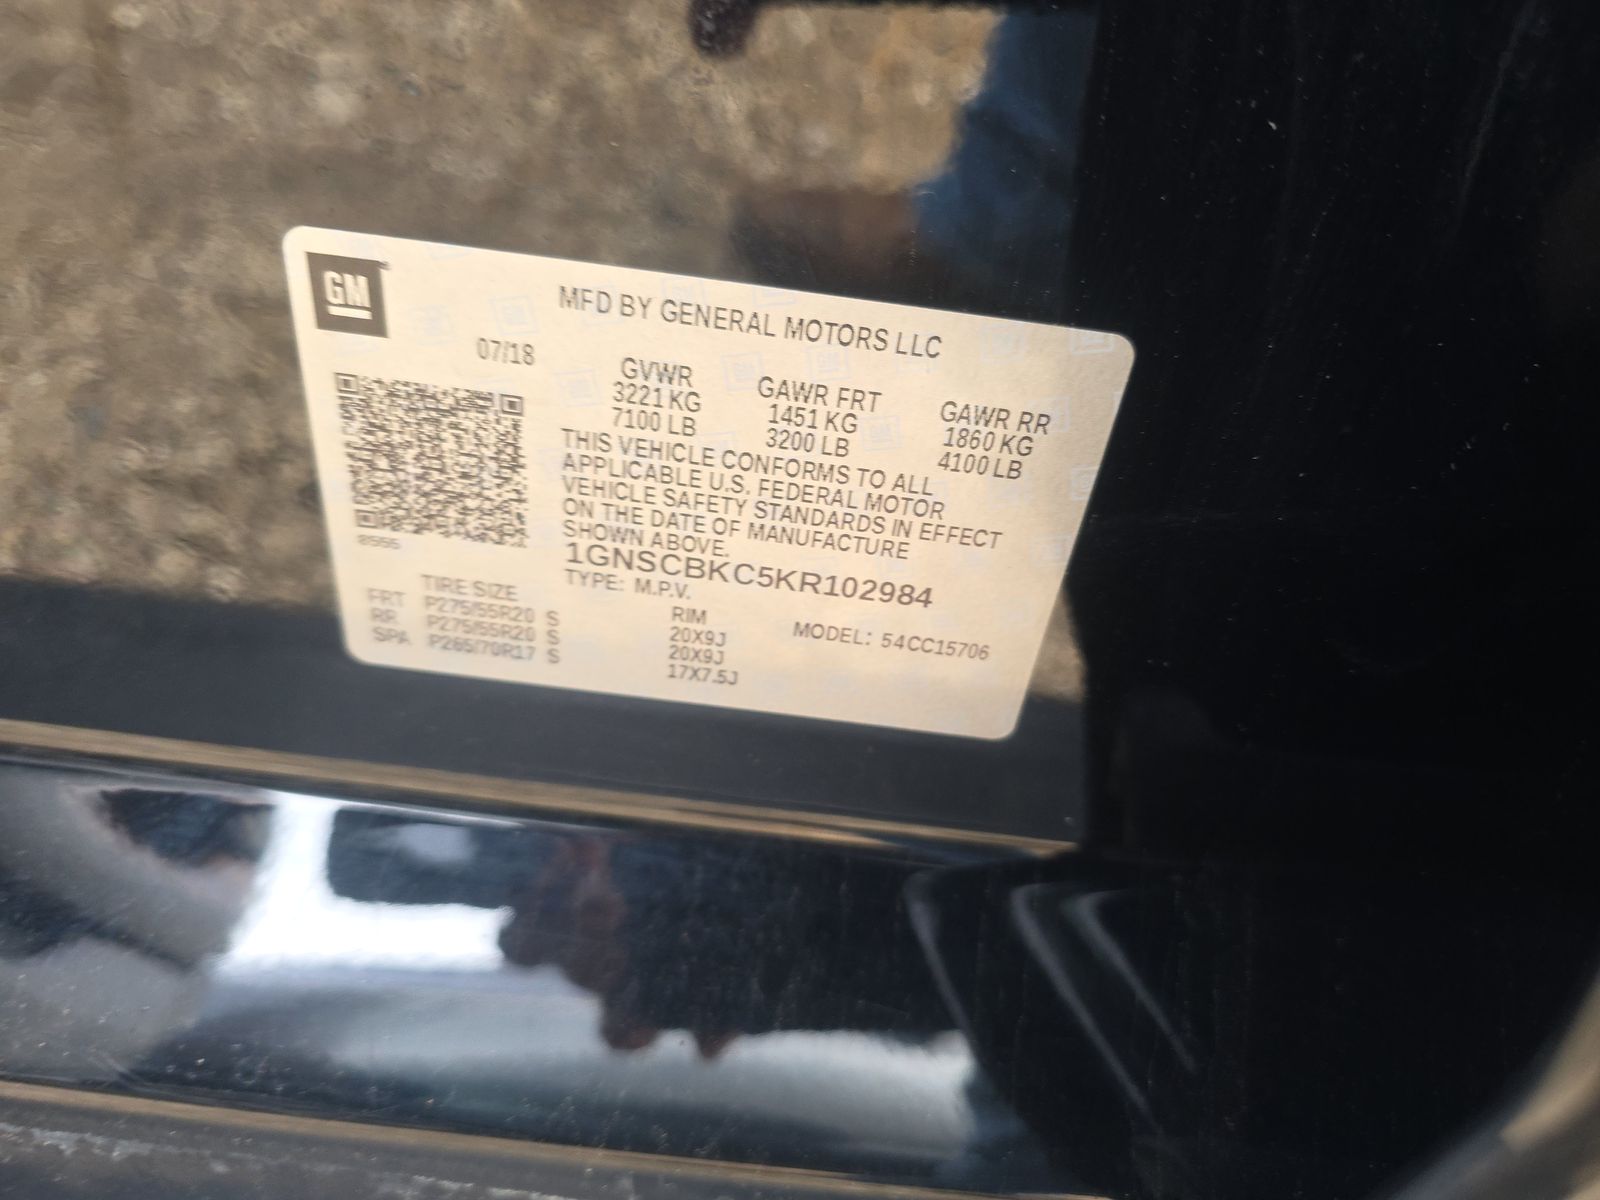 GM
MFD BY GENERAL MOTORS LLC
07/18
GVWR GAWR FRT GAWR RR
3221 KG 1451 KG 1860 KG
7100 LB 3200 LB 4100 LB
THIS VEHICLE CONFORMS TO ALL
APPLICABLE U.S. FEDERAL MOTOR
VEHICLE SAFETY STANDARDS IN EFFECT
ON THE DATE OF MANUFACTURE
SHOWN ABOVE.
1GNSCBKC5KR102984
TYPE: M.P.V.
MODEL: 54CC15706
TIRE SIZE RIM
FRT P275/55R20 S 20X9J
RR P275/55R20 S 20X9J
SPA P265/70R17 S 17X7.5J